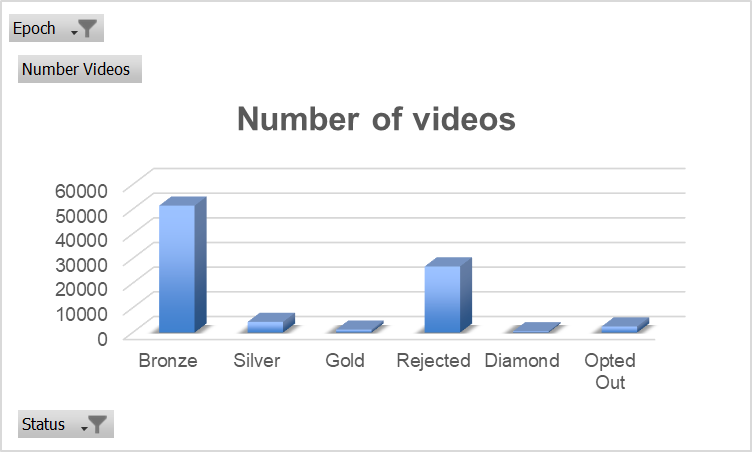 Epoch
Number Videos
Number of videos
60000
50000
40000
30000
20000
10000
0
Bronze Silver Gold Rejected Diamond Opted
Out
Status